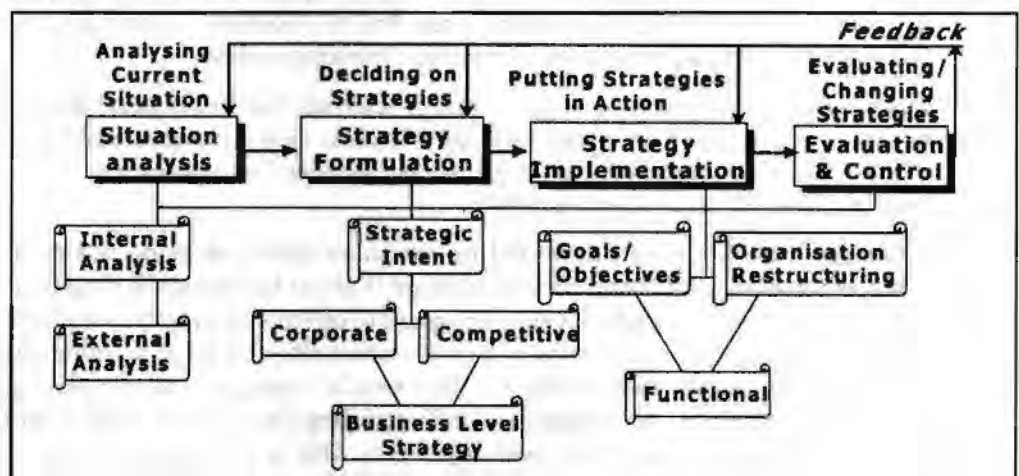 Feedback
Analysing
Current
Situation
Deciding on
Strategies
Putting Strategies
in Action
Evaluating/
Changing
Strategies
Situation
analysis
Strategy
Formulation
Strategy
Implementation
Evaluation
& Control
Internal
Analysis
Strategic
Intent
Goals/
Objectives
Organisation
Restructuring
External
Analysis
Corporate
Competitive
Functional
Business Level
Strategy